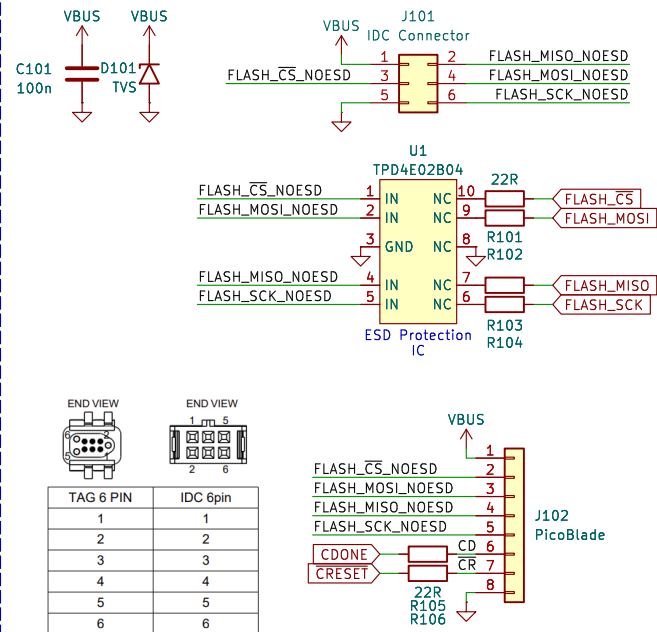 VBUS VBUS
C101
100n
D101
TVS
J101
IDC Connector
VBUS
1 2 FLASH_MISO_NOESD
FLASH_CS_NOESD 3 4 FLASH_MOSI_NOESD
5 6 FLASH_SCK_NOESD
U1
TPD4E02B04
22R
FLASH_CS_NOESD 1 IN NC 10 FLASH_CS
FLASH_MOSI_NOESD 2 IN NC 9 FLASH_MOSI
R101
3 GND NC 8
R102
FLASH_MISO_NOESD 4 IN NC 7 FLASH_MISO
FLASH_SCK_NOESD 5 IN NC 6 FLASH_SCK
R103
R104
ESD Protection
IC
END VIEW
6 2
5 1
END VIEW
1 5
2 6
TAG 6 PIN IDC 6pin
1 1
2 2
3 3
4 4
5 5
6 6
VBUS
1
FLASH_CS_NOESD 2
FLASH_MOSI_NOESD 3
FLASH_MISO_NOESD 4
FLASH_SCK_NOESD 5
CDONE CD 6
CRESET CR 7
8
22R
R105
R106
J102
PicoBlade